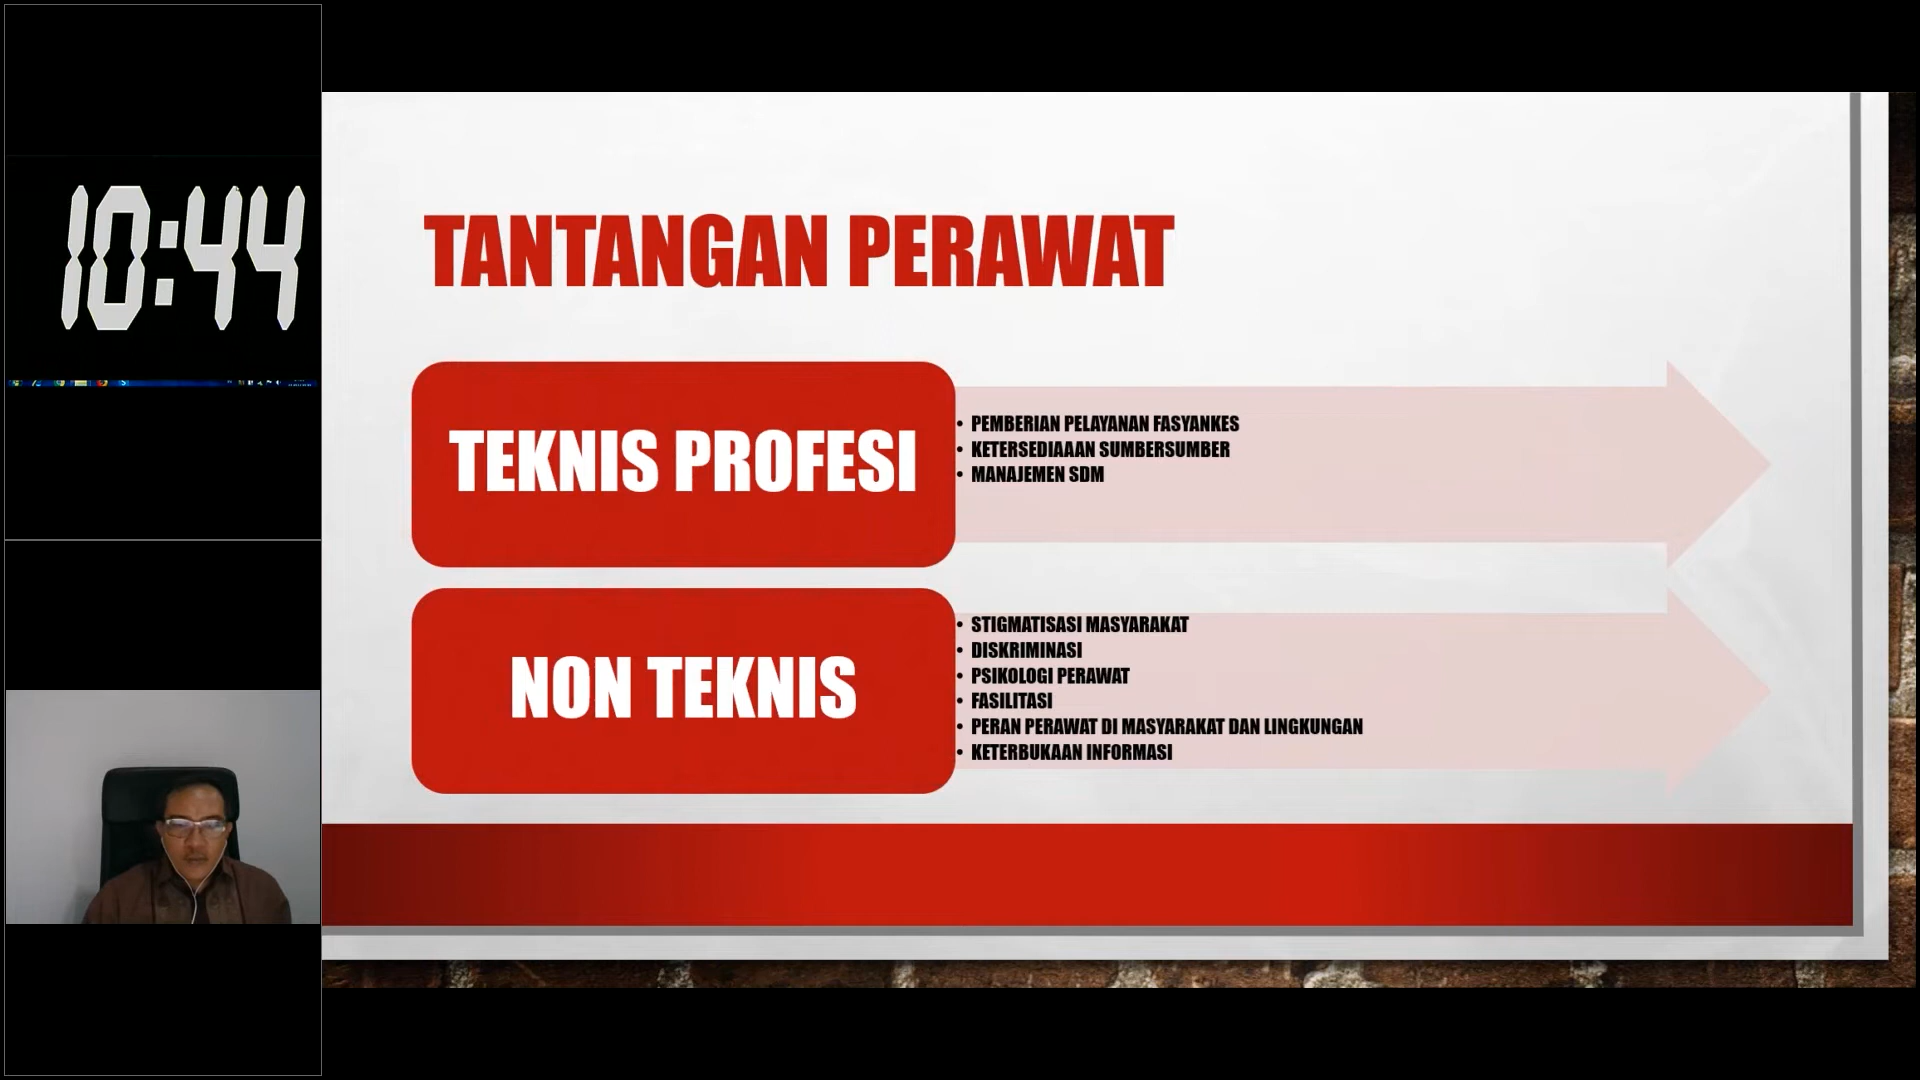 10:44
TANTANGAN PERAWAT
TEKNIS PROFESI
• PEMBERIAN PELAYANAN FASYANKES
• KETERSEDIAAAN SUMBERSUMBER
• MANAJEMEN SDM
NON TEKNIS
• STIGMATISASI MASYARAKAT
• DISKRIMINASI
• PSIKOLOGI PERAWAT
• FASILITASI
• PERAN PERAWAT DI MASYARAKAT DAN LINGKUNGAN
• KETERBUKAAN INFORMASI